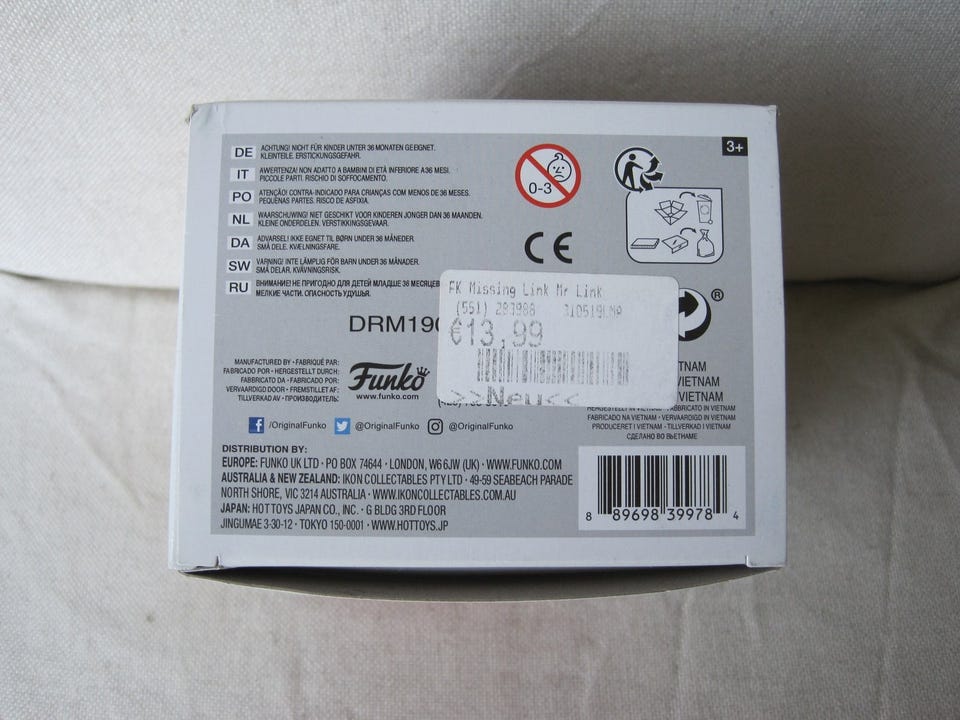 DE ACHTUNG! NICHT FÜR KINDER UNTER 36 MONATEN GEEIGNET.
KLEINTEILE. ERSTICKUNGSGEFAHR.
IT AWERTENZA! NON ADATTO A BAMBINI DI ETÀ INFERIORE A36 MESI.
PICCOLE PARTI. RISCHIO DI SOFFOCAMENTO.
PO ATENÇÃO! CONTRA-INDICADO PARA CRIANÇAS COM MENOS DE 36 MESES.
PEQUENAS PARTES. RISCO DE ASFIXIA.
NL WAARSCHUWING! NIET GESCHIKT VOOR KINDEREN JONGER DAN 36 MAANDEN.
KLEINE ONDERDELEN. VERSTIKKINGSGEVAAR.
DA ADVARSEL! IKKE EGNET TIL BØRN UNDER 36 MÅNEDER.
SMÅ DELE. KVÆLNINGSFARE.
SW VARNING! INTE LÄMPLIG FÖR BARN UNDER 36 MÅNADER.
SMÅ DELAR. KVÄVNINGSRISK.
RU ВНИМАНИЕ! НЕ ПРИГОДНО ДЛЯ ДЕТЕЙ МЛАДШЕ 36 МЕСЯЦЕВ
МЕЛКИЕ ЧАСТИ. ОПАСНОСТЬ УДУШЬЯ.
0-3
CE
3+
®
FK Missing Link Mr Link
(551) 283988
€13,99
>>Neu<<
DRM190
MANUFACTURED BY • FABRIQUÉ PAR:
FABRICADO POR • HERGESTELLT DURCH:
FABBRICATO DA • FABRICADO POR:
VERVAARDIGD DOOR • FREMSTILLET AF:
TILLVERKAD AV • ПРОИЗВОДИТЕЛЬ:
Funko
www.funko.com
TNAM
VIETNAM
VIETNAM
HERGESTELLT IN VIETNAM • FABBRICATO IN VIETNAM
FABRICADO NA VIETNAM • VERVAARDIGD IN VIETNAM
PRODUCERET I VIETNAM • TILLVERKAD I VIETNAM
СДЕЛАНО ВО ВЬЕТНАМЕ
/OriginalFunko @OriginalFunko @OriginalFunko
DISTRIBUTION BY:
EUROPE: FUNKO UK LTD • PO BOX 74644 • LONDON, W6 6JW (UK) • WWW.FUNKO.COM
AUSTRALIA & NEW ZEALAND: IKON COLLECTABLES PTY LTD • 49-59 SEABEACH PARADE
NORTH SHORE, VIC 3214 AUSTRALIA • WWW.IKONCOLLECTABLES.COM.AU
JAPAN: HOT TOYS JAPAN CO., INC. • G BLDG 3RD FLOOR
JINGUMAE 3-30-12 • TOKYO 150-0001 • WWW.HOTTOYS.JP
8 89698 39978 4